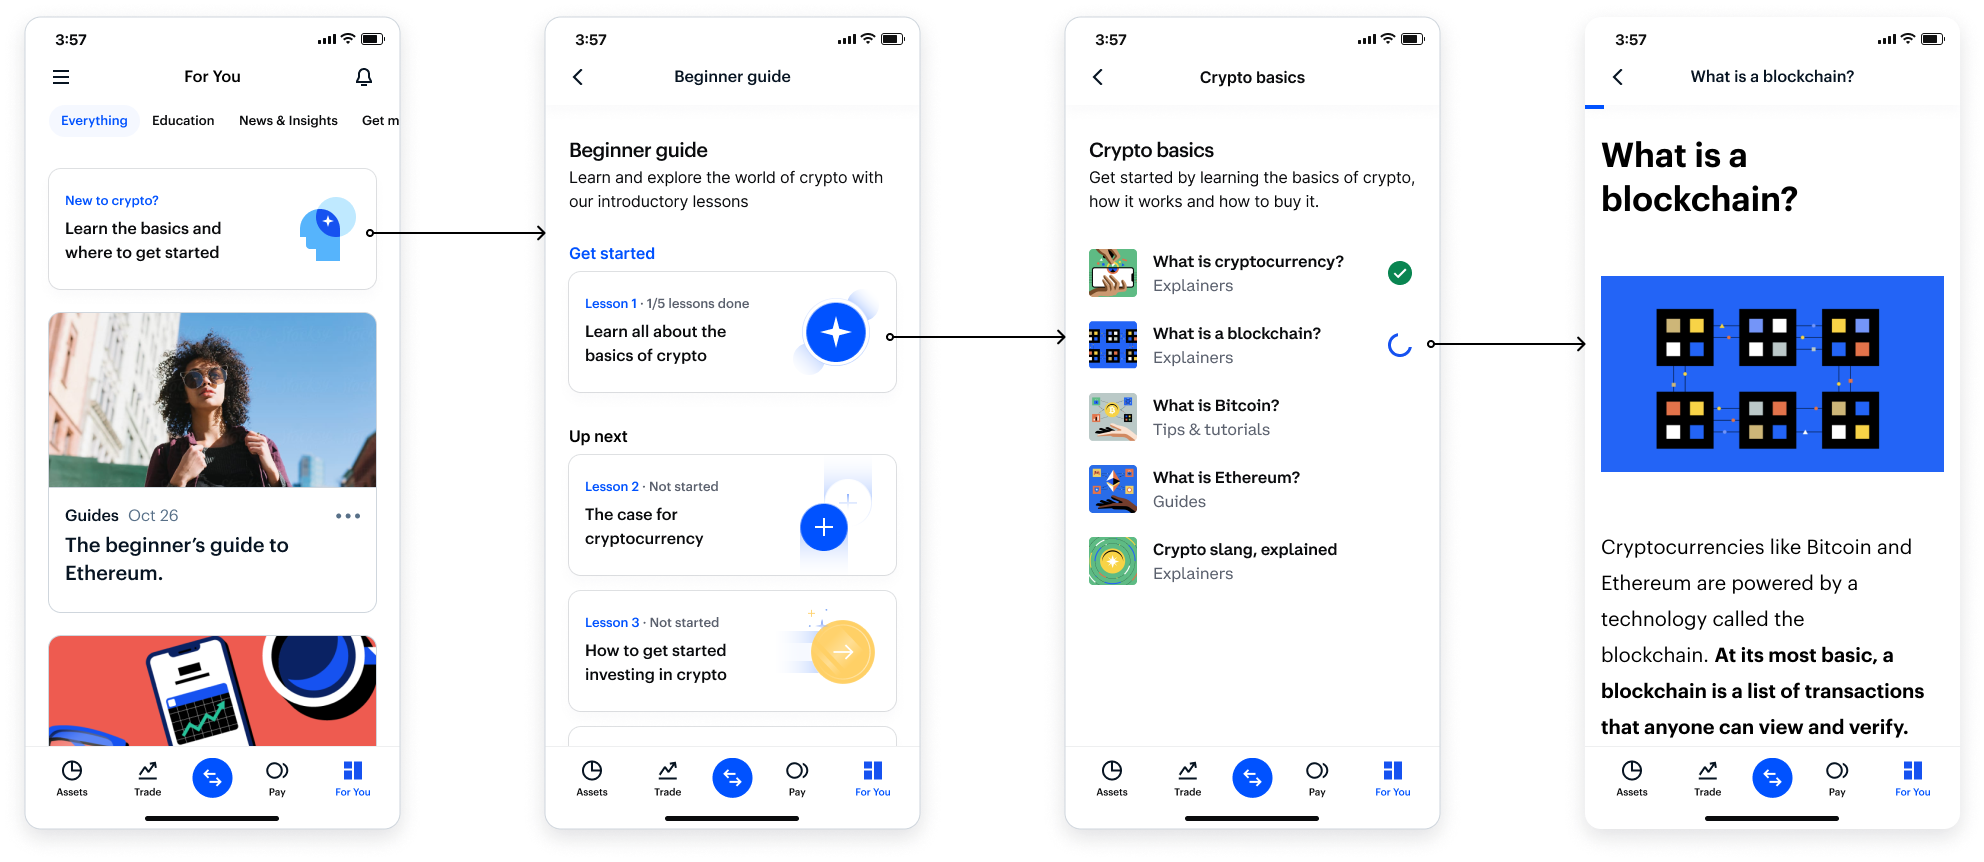 3:57
For You
Everything
Education
News & Insights
Get m
New to crypto?
Learn the basics and
where to get started
Guides Oct 26
The beginner’s guide to
Ethereum.
Assets
Trade
Pay
For You
3:57
Beginner guide
Beginner guide
Learn and explore the world of crypto with
our introductory lessons
Get started
Lesson 1 · 1/5 lessons done
Learn all about the
basics of crypto
Up next
Lesson 2 · Not started
The case for
cryptocurrency
Lesson 3 · Not started
How to get started
investing in crypto
Assets
Trade
Pay
For You
3:57
Crypto basics
Crypto basics
Get started by learning the basics of crypto,
how it works and how to buy it.
What is cryptocurrency?
Explainers
What is a blockchain?
Explainers
What is Bitcoin?
Tips & tutorials
What is Ethereum?
Guides
Crypto slang, explained
Explainers
Assets
Trade
Pay
For You
3:57
What is a blockchain?
What is a
blockchain?
Cryptocurrencies like Bitcoin and
Ethereum are powered by a
technology called the
blockchain. At its most basic, a
blockchain is a list of transactions
that anyone can view and verify.
Assets
Trade
Pay
For You